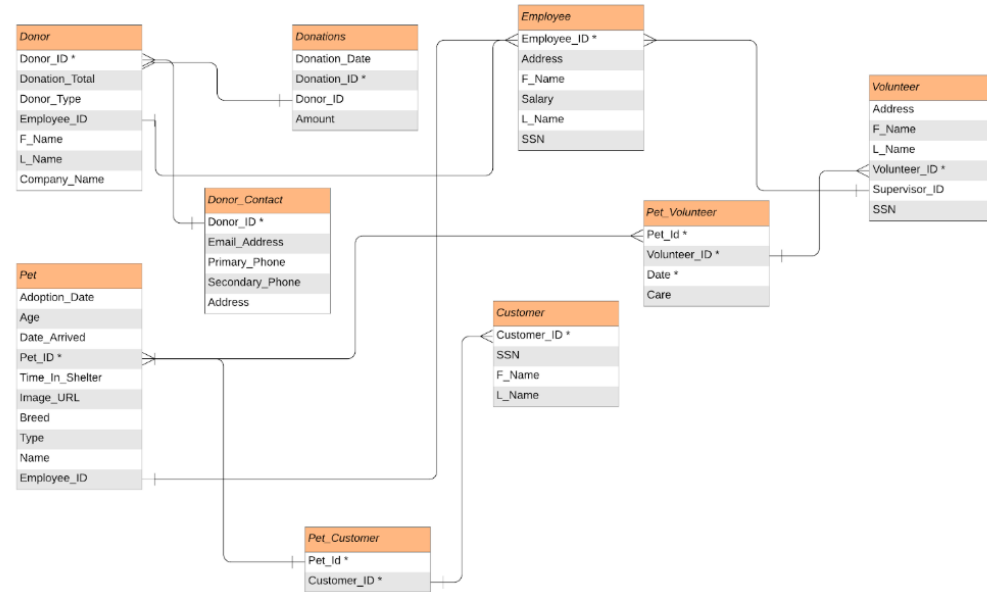 Donor
Donor_ID *
Donation_Total
Donor_Type
Employee_ID
F_Name
L_Name
Company_Name
Donations
Donation_Date
Donation_ID *
Donor_ID
Amount
Employee
Employee_ID *
Address
F_Name
Salary
L_Name
SSN
Volunteer
Address
F_Name
L_Name
Volunteer_ID *
Supervisor_ID
SSN
Donor_Contact
Donor_ID *
Email_Address
Primary_Phone
Secondary_Phone
Address
Pet_Volunteer
Pet_Id *
Volunteer_ID *
Date *
Care
Pet
Adoption_Date
Age
Date_Arrived
Pet_ID *
Time_In_Shelter
Image_URL
Breed
Type
Name
Employee_ID
Customer
Customer_ID *
SSN
F_Name
L_Name
Pet_Customer
Pet_Id *
Customer_ID *